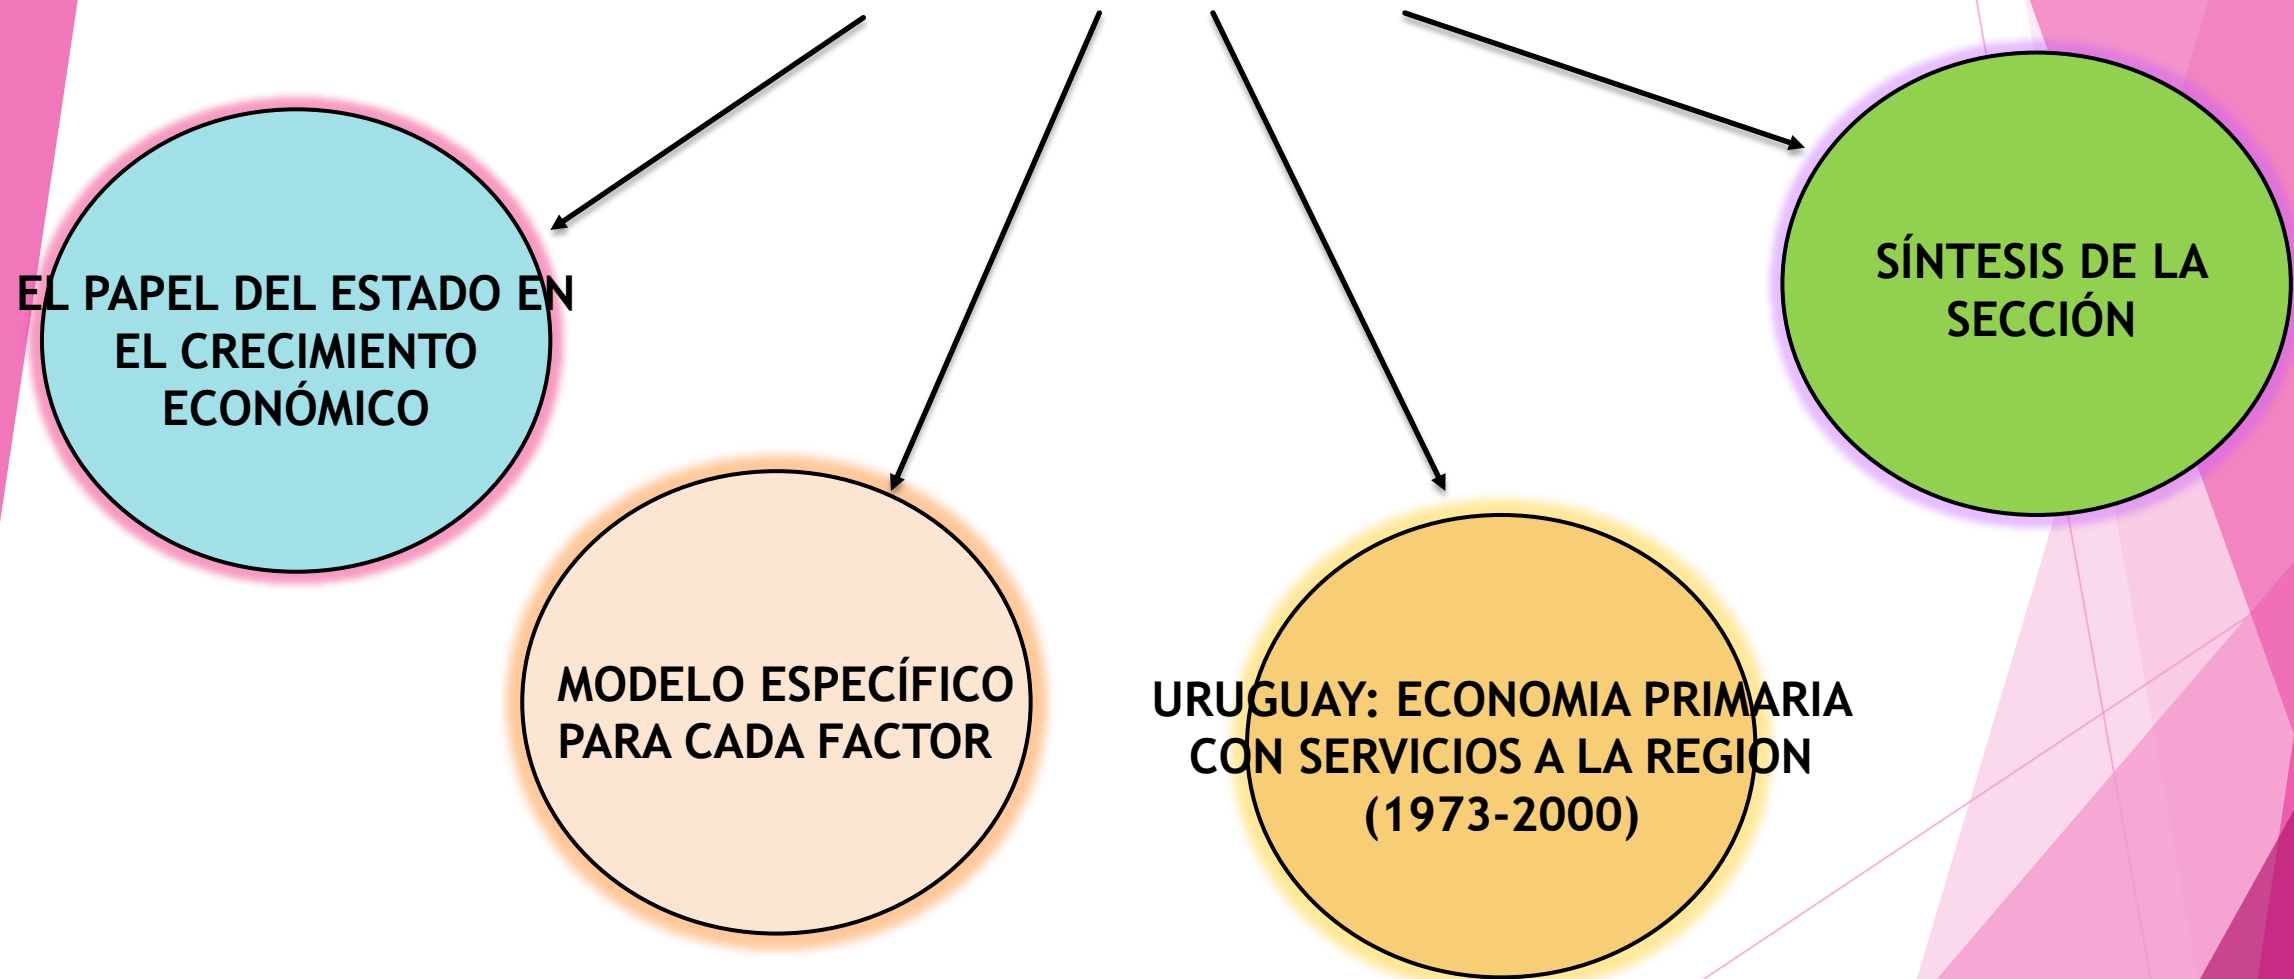 EL PAPEL DEL ESTADO EN
EL CRECIMIENTO
ECONÓMICO
MODELO ESPECÍFICO
PARA CADA FACTOR
URUGUAY: ECONOMIA PRIMARIA
CON SERVICIOS A LA REGION
(1973-2000)
SÍNTESIS DE LA
SECCIÓN